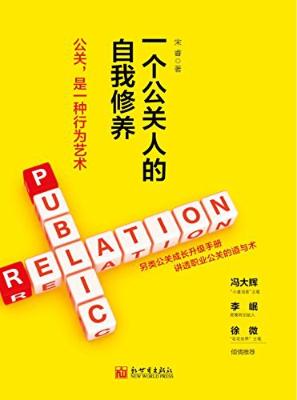 宋睿 著
一个公关人的
自我修养
公关，是一种行为艺术
PUBLIC
RELATION
另类公关成长升级手册
讲透职业公关的道与术
冯大辉
李岷
徐微
倾情推荐
新世界出版社
NEW WORLD PRESS